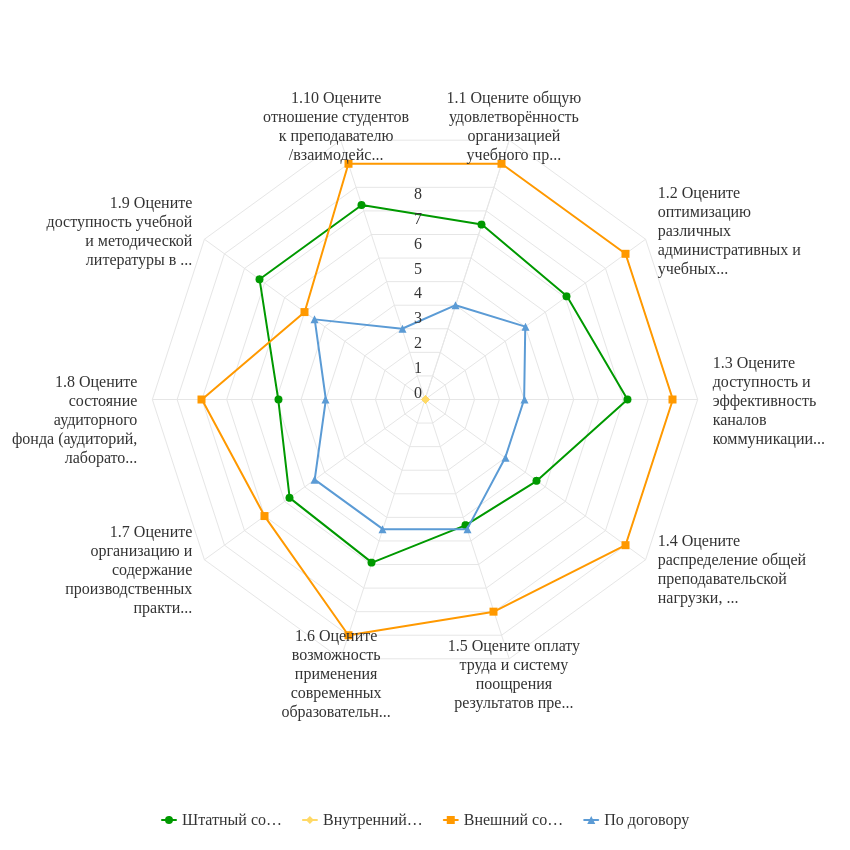 1.10 Оцените
отношение студентов
к преподавателю
/взаимодейс...
1.1 Оцените общую
удовлетворённость
организацией
учебного пр...
1.2 Оцените
оптимизацию
различных
административных и
учебных...
1.3 Оцените
доступность и
эффективность
каналов
коммуникации...
1.4 Оцените
распределение общей
преподавательской
нагрузки, ...
1.5 Оцените оплату
труда и систему
поощрения
результатов пре...
1.6 Оцените
возможность
применения
современных
образовательн...
1.7 Оцените
организацию и
содержание
производственных
практи...
1.8 Оцените
состояние
аудиторного
фонда (аудиторий,
лаборато...
1.9 Оцените
доступность учебной
и методической
литературы в ...
8
7
6
5
4
3
2
1
0
Штатный со…
Внутренний…
Внешний со…
По договору